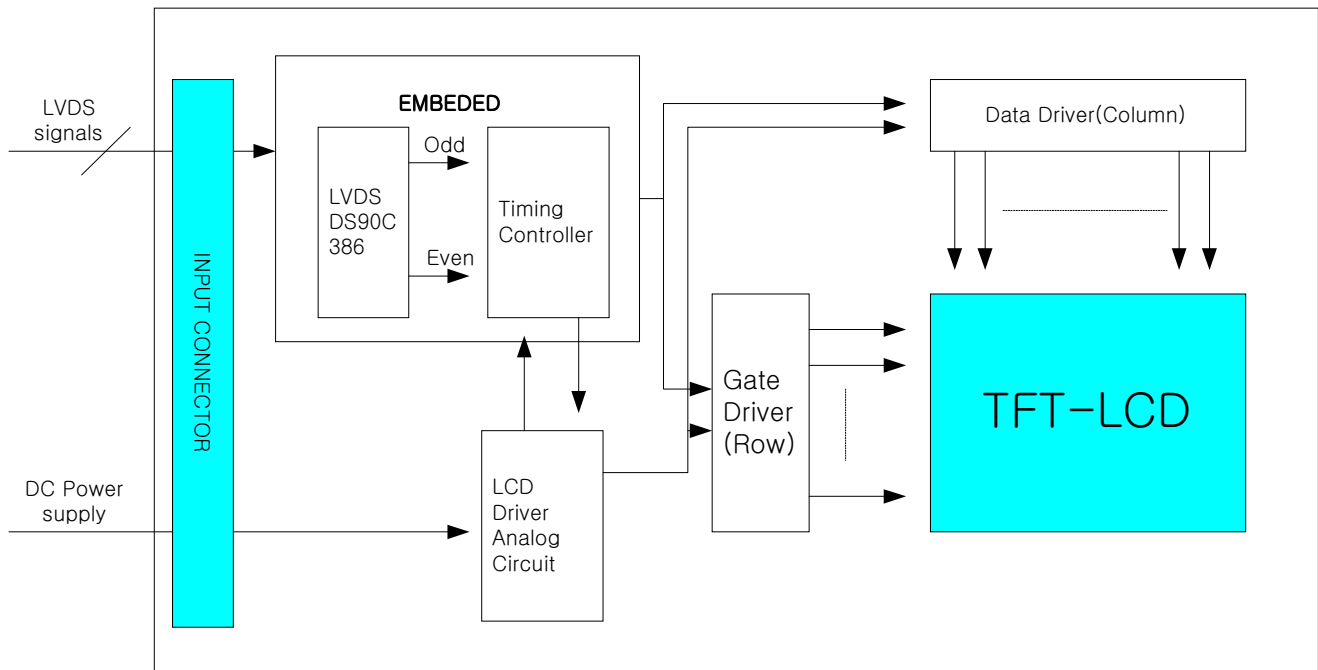 LVDS
signals
INPUT CONNECTOR
EMBEDED
LVDS
DS90C
386
Odd
Even
Timing
Controller
Data Driver(Column)
Gate
Driver
(Row)
TFT-LCD
DC Power
supply
LCD
Driver
Analog
Circuit